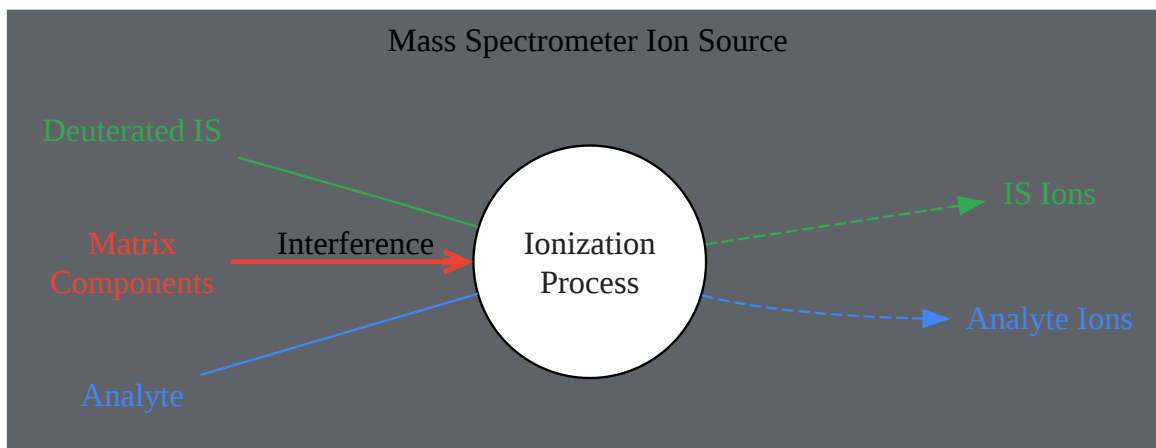 Mass Spectrometer Ion Source
Deuterated IS
IS Ions
Matrix
Components
Interference
Ionization
Process
Analyte Ions
Analyte